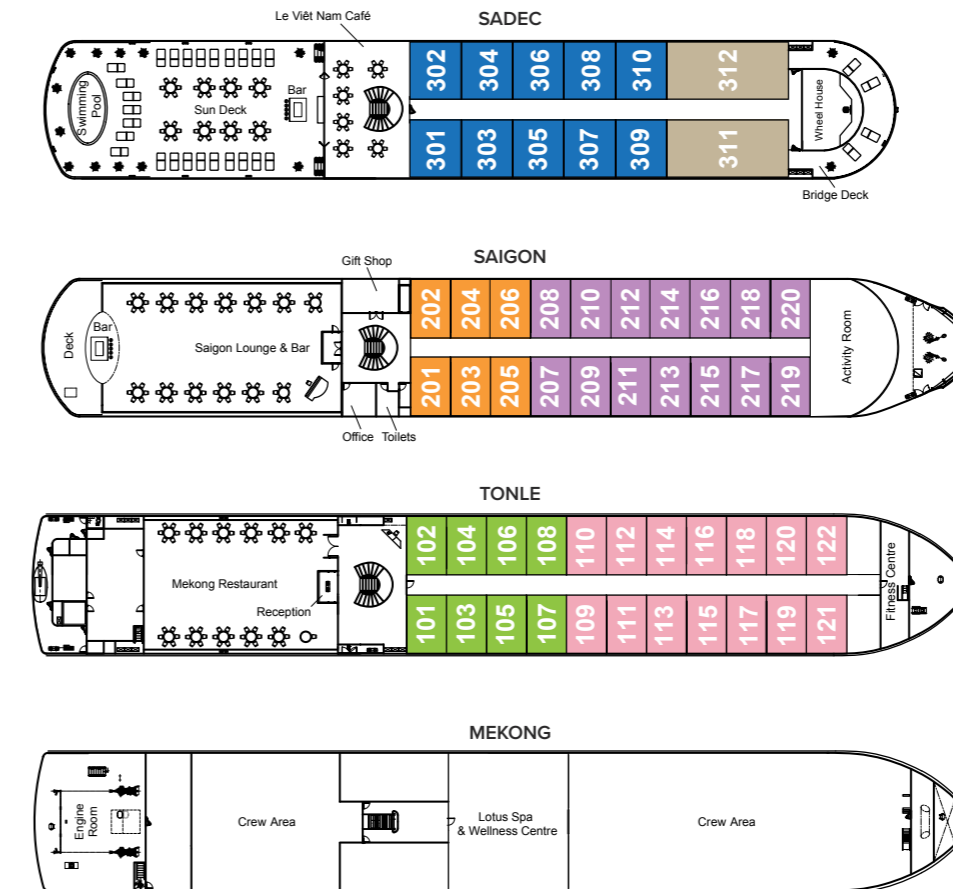 SADEC
Le Viêt Nam Café
302
304
306
308
310
312
Swimming
Pool
Sun Deck
Bar
Wheel House
301
303
305
307
309
311
Bridge Deck
SAIGON
Gift Shop
202
204
206
208
210
212
214
216
218
220
Deck
Bar
Saigon Lounge & Bar
Activity Room
201
203
205
207
209
211
213
215
217
219
Office
Toilets
TONLE
102
104
106
108
110
112
114
116
118
120
122
Mekong Restaurant
Reception
Fitness Centre
101
103
105
107
109
111
113
115
117
119
121
MEKONG
Engine
Room
Crew Area
Lotus Spa
& Wellness Centre
Crew Area